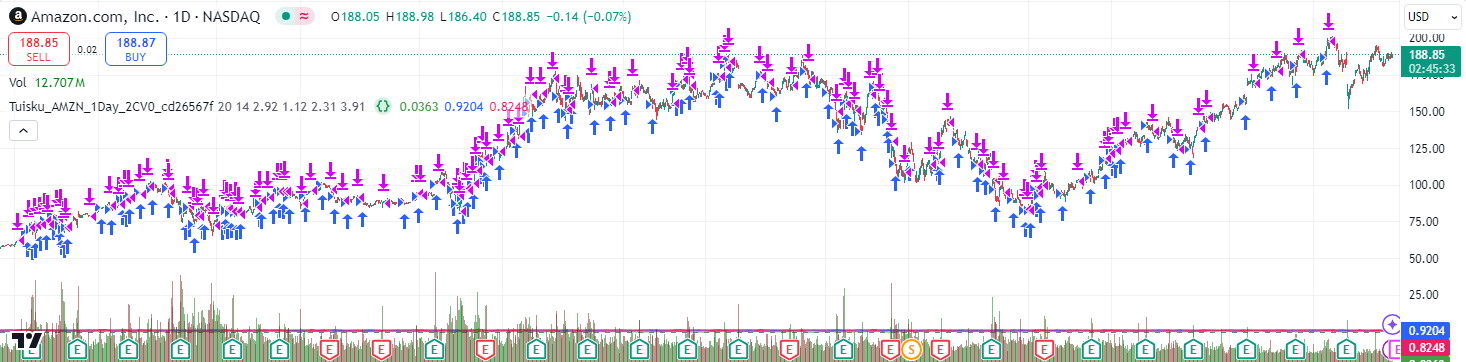 a Amazon.com, Inc. · 1D · NASDAQ O188.05 H188.98 L186.40 C188.85 −0.14 (−0.07%)
USD
188.85 SELL 0.02 188.87 BUY
Vol 12.707 M
Tuisku_AMZN_1Day_2CV0_cd26567f 20 14 2.92 1.12 2.31 3.91 {} 0.0363 0.9204 0.8248
200.00
188.85
02:45:33
150.00
125.00
100.00
75.00
50.00
25.00
0.9204
0.8248
E E E E E E E E E E E E E E E E E E S E E E E E E E E E E